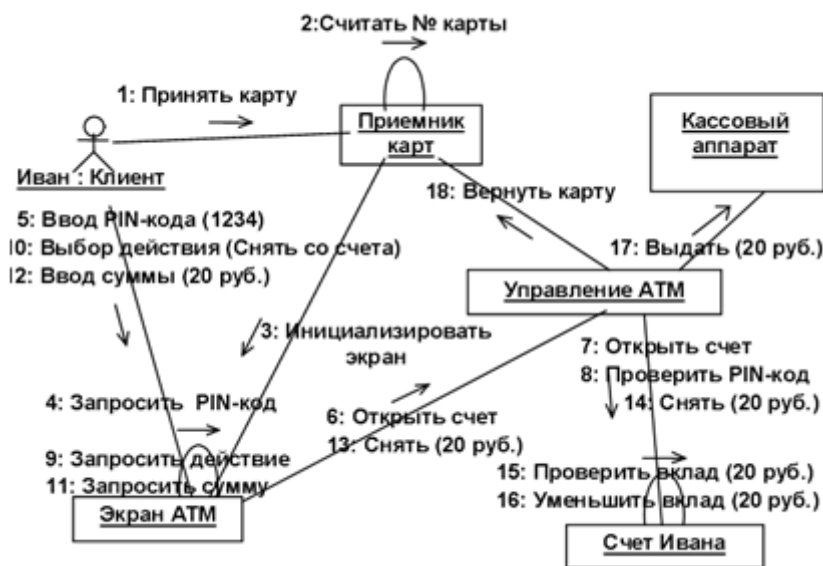 2:Считать № карты
1: Принять карту
Приемник
карт
Кассовый
аппарат
Иван : Клиент
18: Вернуть карту
5: Ввод PIN-кода (1234)
10: Выбор действия (Снять со счета)
12: Ввод суммы (20 руб.)
17: Выдать (20 руб.)
Управление АТМ
3: Инициализировать
экран
7: Открыть счет
8: Проверить PIN-код
14: Снять (20 руб.)
4: Запросить PIN-код
6: Открыть счет
13: Снять (20 руб.)
9: Запросить действие
11: Запросить сумму
15: Проверить вклад (20 руб.)
16: Уменьшить вклад (20 руб.)
Экран АТМ
Счет Ивана